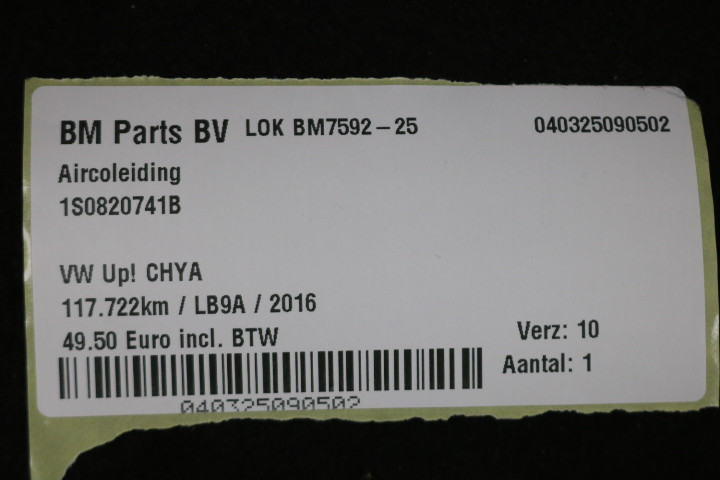 BM Parts BV LOK BM7592-25 040325090502
Aircoleiding
1S0820741B
VW Up! CHYA
117.722km / LB9A / 2016
49.50 Euro incl. BTW Verz: 10
Aantal: 1
040325090502